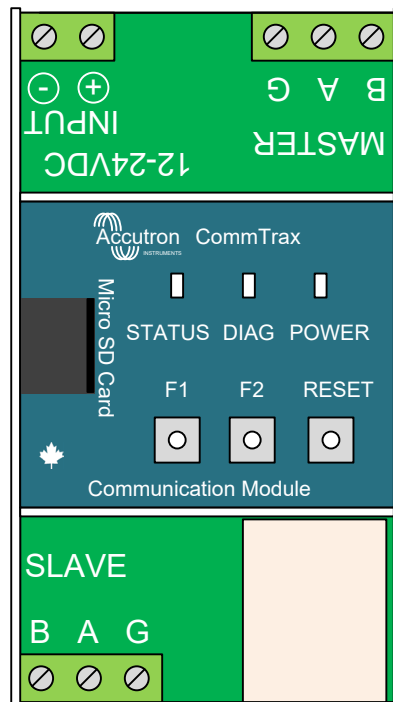 - +
INPUT
12-24VDC
G A B
MASTER
Accutron CommTrax
INSTRUMENTS
Micro SD Card
STATUS DIAG POWER
F1 F2 RESET
Communication Module
SLAVE
B A G